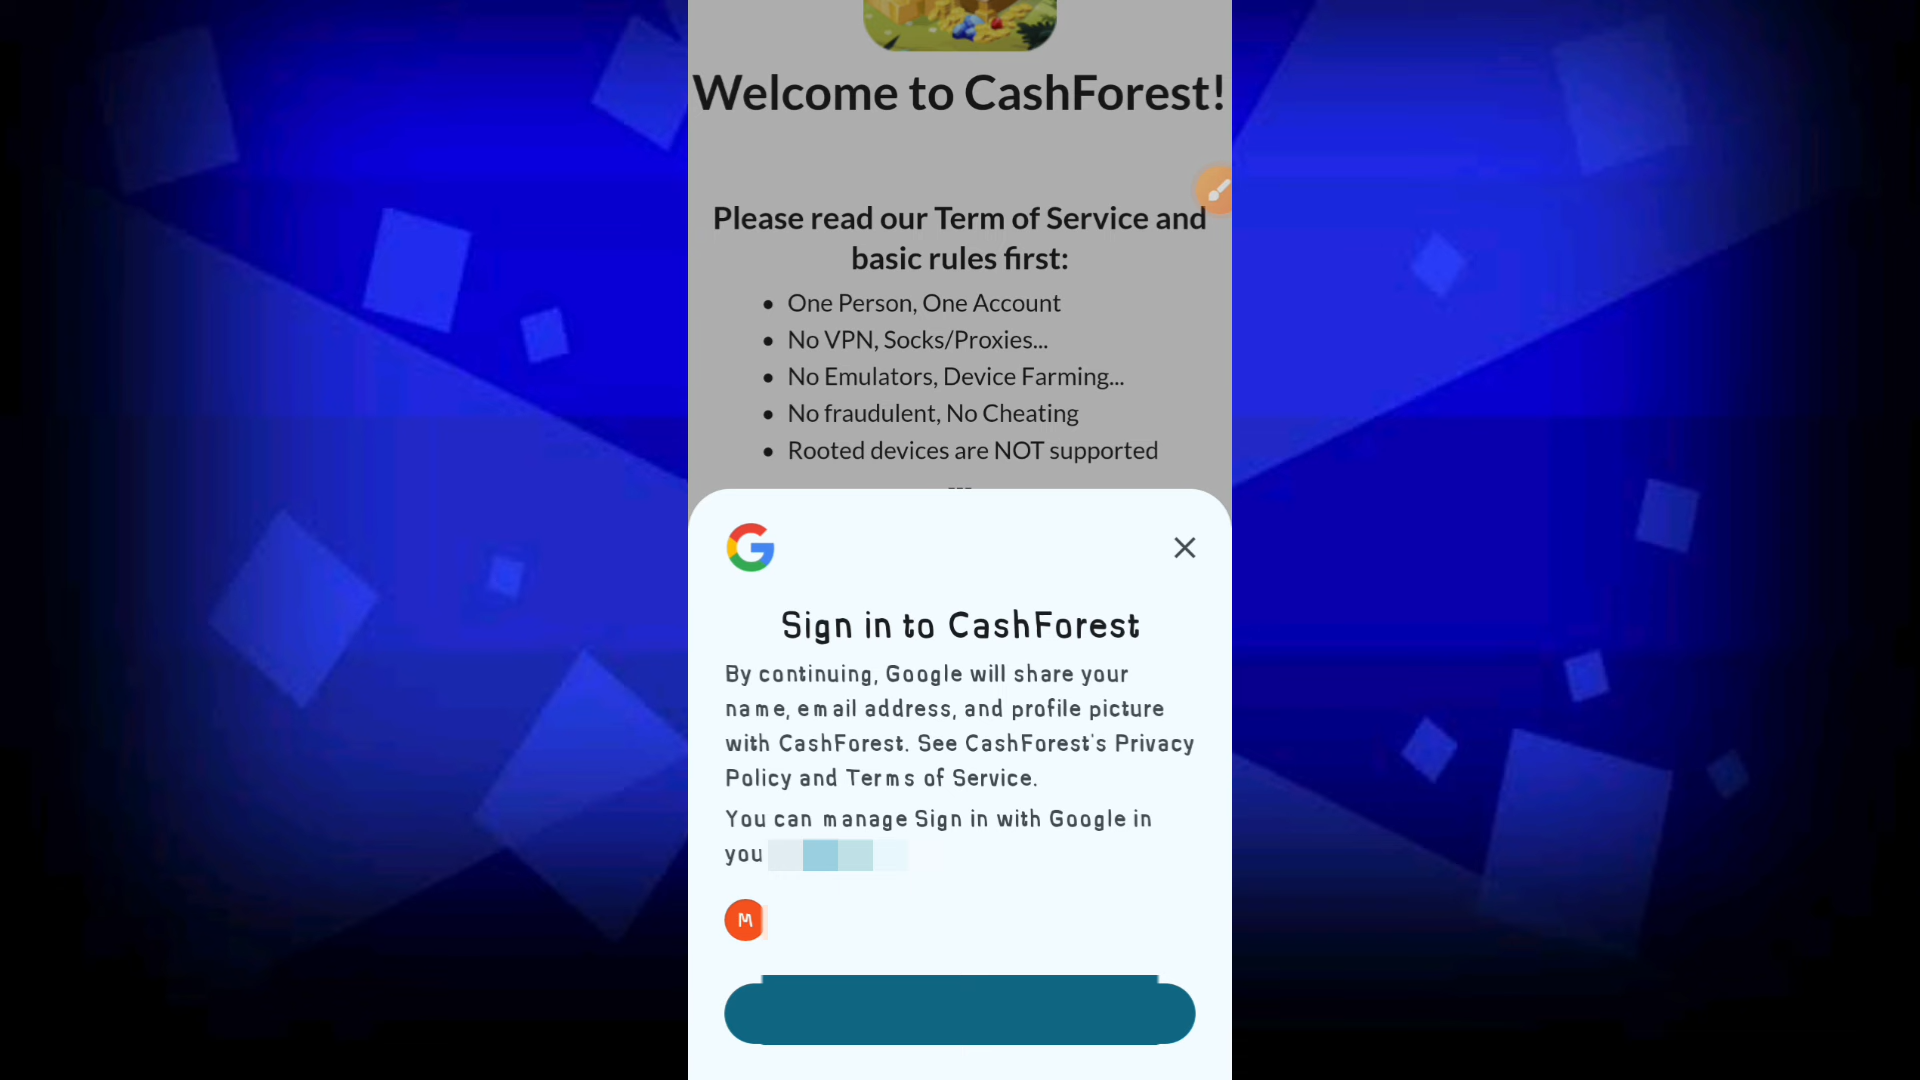 Welcome to CashForest!
Please read our Term of Service and
basic rules first:
• One Person, One Account
• No VPN, Socks/Proxies...
• No Emulators, Device Farming...
• No fraudulent, No Cheating
• Rooted devices are NOT supported
G
Sign in to CashForest
By continuing, Google will share your
name, email address, and profile picture
with CashForest. See CashForest's Privacy
Policy and Terms of Service.
You can manage Sign in with Google in
you
M